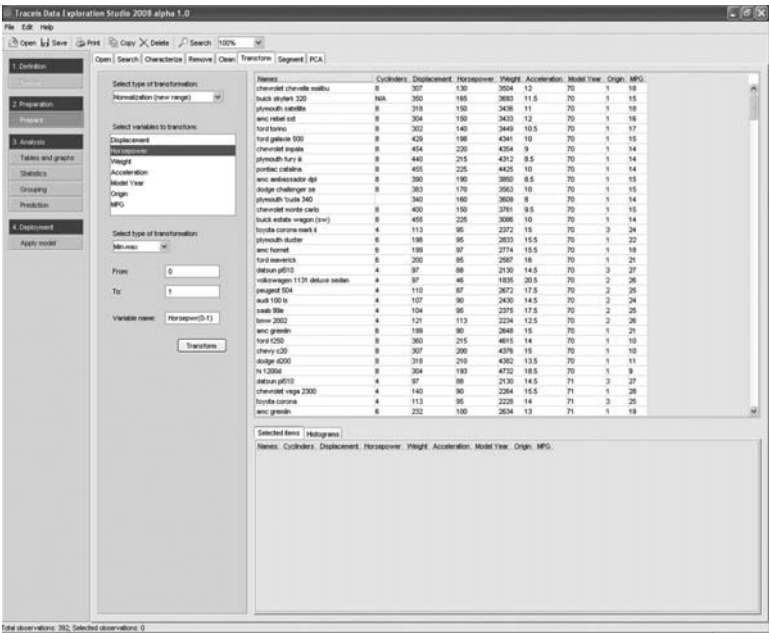 Traceis Data Exploration Studio 2008 alpha 1.0
File Edit Help
Open Save Print Copy Delete Search 100%
1. Definition
2. Preparation
Prepare
3. Analysis
Tables and graphs
Statistics
Grouping
Prediction
4. Deployment
Apply model
Open Search Characterize Remove Clean Transform Segment PCA
Select type of transformation:
Normalization (new range)
Select variables to transform:
Displacement
Horsepower
Weight
Acceleration
Model Year
Origin
MPG
Select type of transformation:
Min-max
From: 0
To: 1
Variable name: Horsepwr(0-1)
Transform
Names Cyclinders Displacement Horsepower Weight Acceleration Model Year Origin MPG
chevrolet chevelle malibu 8 307 130 3504 12 70 1 18
buick skylark 320 N/A 350 165 3693 11.5 70 1 15
plymouth satellite 8 318 150 3436 11 70 1 18
amc rebel sst 8 304 150 3433 12 70 1 16
ford torino 8 302 140 3449 10.5 70 1 17
ford galaxie 500 8 429 198 4341 10 70 1 15
chevrolet impala 8 454 220 4354 9 70 1 14
plymouth fury iii 8 440 215 4312 8.5 70 1 14
pontiac catalina 8 455 225 4425 10 70 1 14
amc ambassador dpl 8 390 190 3850 8.5 70 1 15
dodge challenger se 8 383 170 3563 10 70 1 15
plymouth 'cuda 340 340 160 3609 8 70 1 14
chevrolet monte carlo 8 400 150 3761 9.5 70 1 15
buick estate wagon (sw) 8 455 225 3086 10 70 1 14
toyota corona mark ii 4 113 95 2372 15 70 3 24
plymouth duster 6 198 95 2833 15.5 70 1 22
amc hornet 6 199 97 2774 15.5 70 1 18
ford maverick 6 200 85 2587 16 70 1 21
datsun pl510 4 97 88 2130 14.5 70 3 27
volkswagen 1131 deluxe sedan 4 97 46 1835 20.5 70 2 26
peugeot 504 4 110 87 2672 17.5 70 2 25
audi 100 ls 4 107 90 2430 14.5 70 2 24
saab 99e 4 104 95 2375 17.5 70 2 25
bmw 2002 4 121 113 2234 12.5 70 2 26
amc gremlin 6 199 90 2648 15 70 1 21
ford f250 8 360 215 4615 14 70 1 10
chevy c20 8 307 200 4376 15 70 1 10
dodge d200 8 318 210 4382 13.5 70 1 11
hi 1200d 8 304 193 4732 18.5 70 1 9
datsun pl510 4 97 88 2130 14.5 71 3 27
chevrolet vega 2300 4 140 90 2264 15.5 71 1 28
toyota corona 4 113 95 2228 14 71 3 25
amc gremlin 6 232 100 2634 13 71 1 19
Selected items Histograms
Names Cyclinders Displacement Horsepower Weight Acceleration Model Year Origin MPG
Total observations: 392, Selected observations: 0